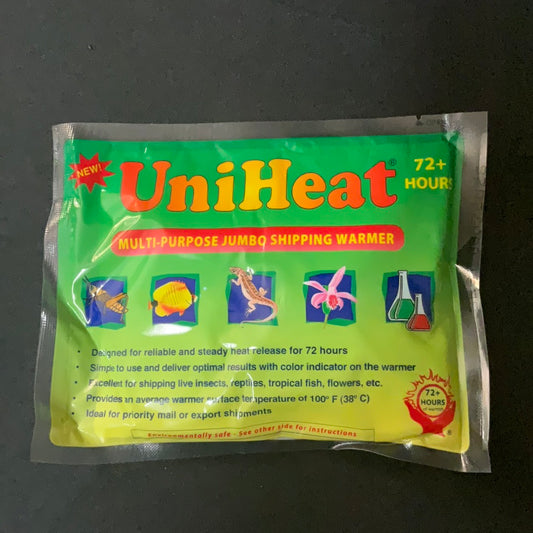 NEW!
UniHeat®
72+
HOURS
MULTI-PURPOSE JUMBO SHIPPING WARMER
• Designed for reliable and steady heat release for 72 hours
• Simple to use and deliver optimal results with color indicator on the warmer
• Excellent for shipping live insects, reptiles, tropical fish, flowers, etc.
• Provides an average warmer surface temperature of 100° F (38° C)
• Ideal for priority mail or export shipments
72+
HOURS
of warmth
®
Environmentally safe - See other side for instructions